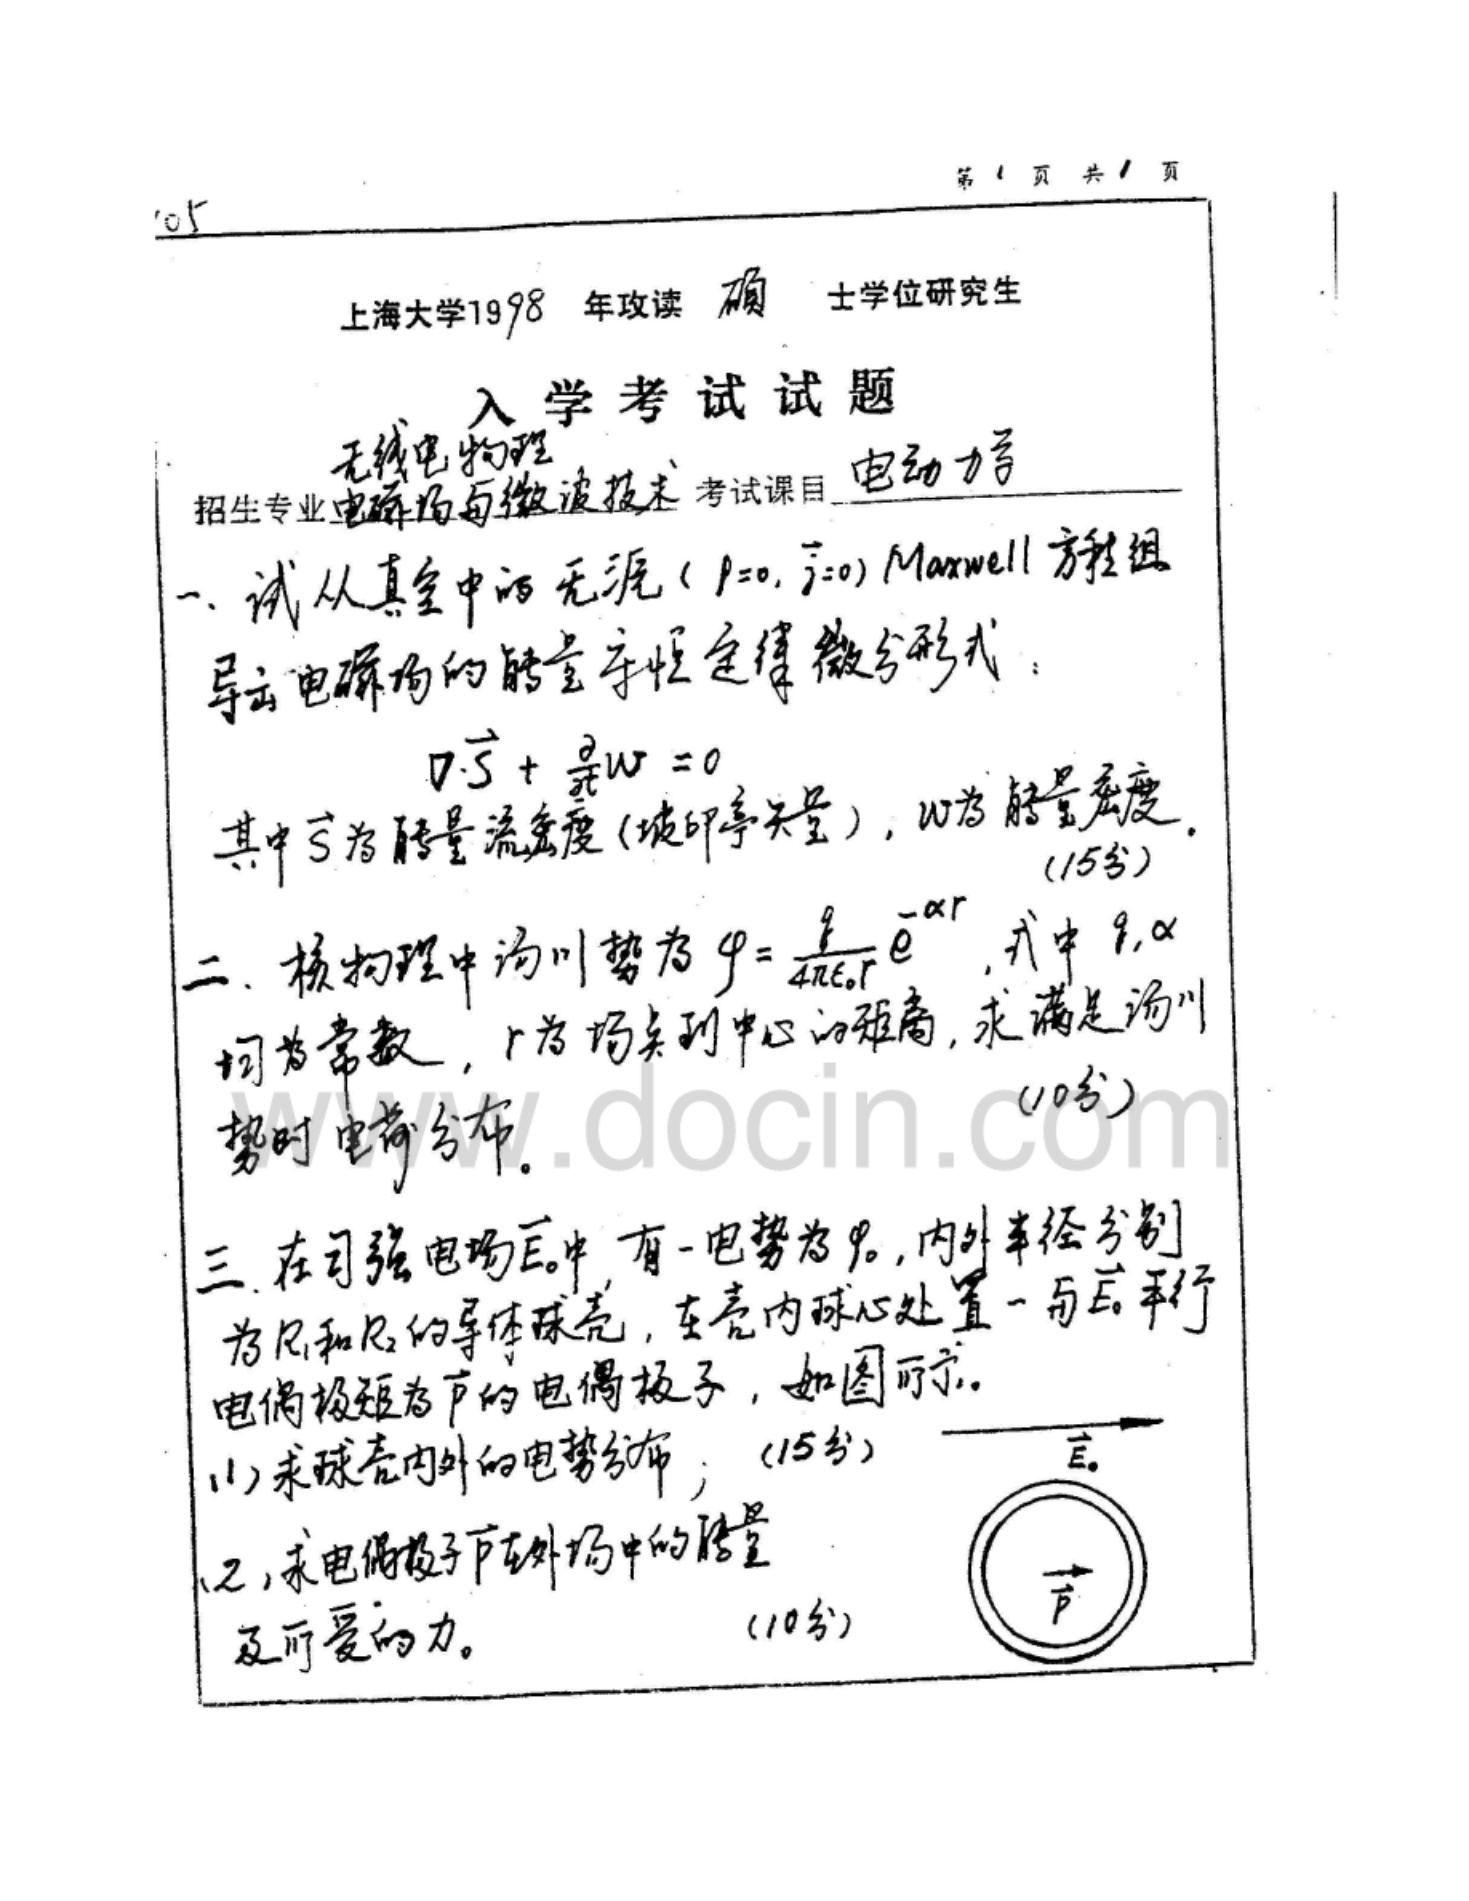 第 1 页 共 1 页
105
上海大学1998 年攻读 硕 士学位研究生
入学考试试题
无线电物理
招生专业 电磁场与微波技术 考试课目 电动力学
一、试从真空中的无源(ρ=0, j⃗=0) Maxwell 方程组
导出电磁场的能量守恒定律微分形式:
∇·S⃗ + ∂/∂t w = 0
其中S⃗为能量流密度(坡印亭矢量), w为能量密度.
(15分)
二、核物理中汤川势为 φ = q/4πε₀r e^{-αr}, 式中 q, α
均为常数, r为场点到中心的距离, 求满足汤川
势时电荷分布。 (10分)
三、在匀强电场E⃗₀中, 有一电势为φ₀, 内外半径分别
为R₁和R₂的导体球壳, 在壳内球心处置一与E⃗₀平行
电偶极矩为P⃗的电偶极子, 如图所示.
(1) 求球壳内外的电势分布; (15分)
E⃗₀
(2) 求电偶极子P⃗在外场中的能量
及所受的力。 (10分)
P⃗
www.docin.com